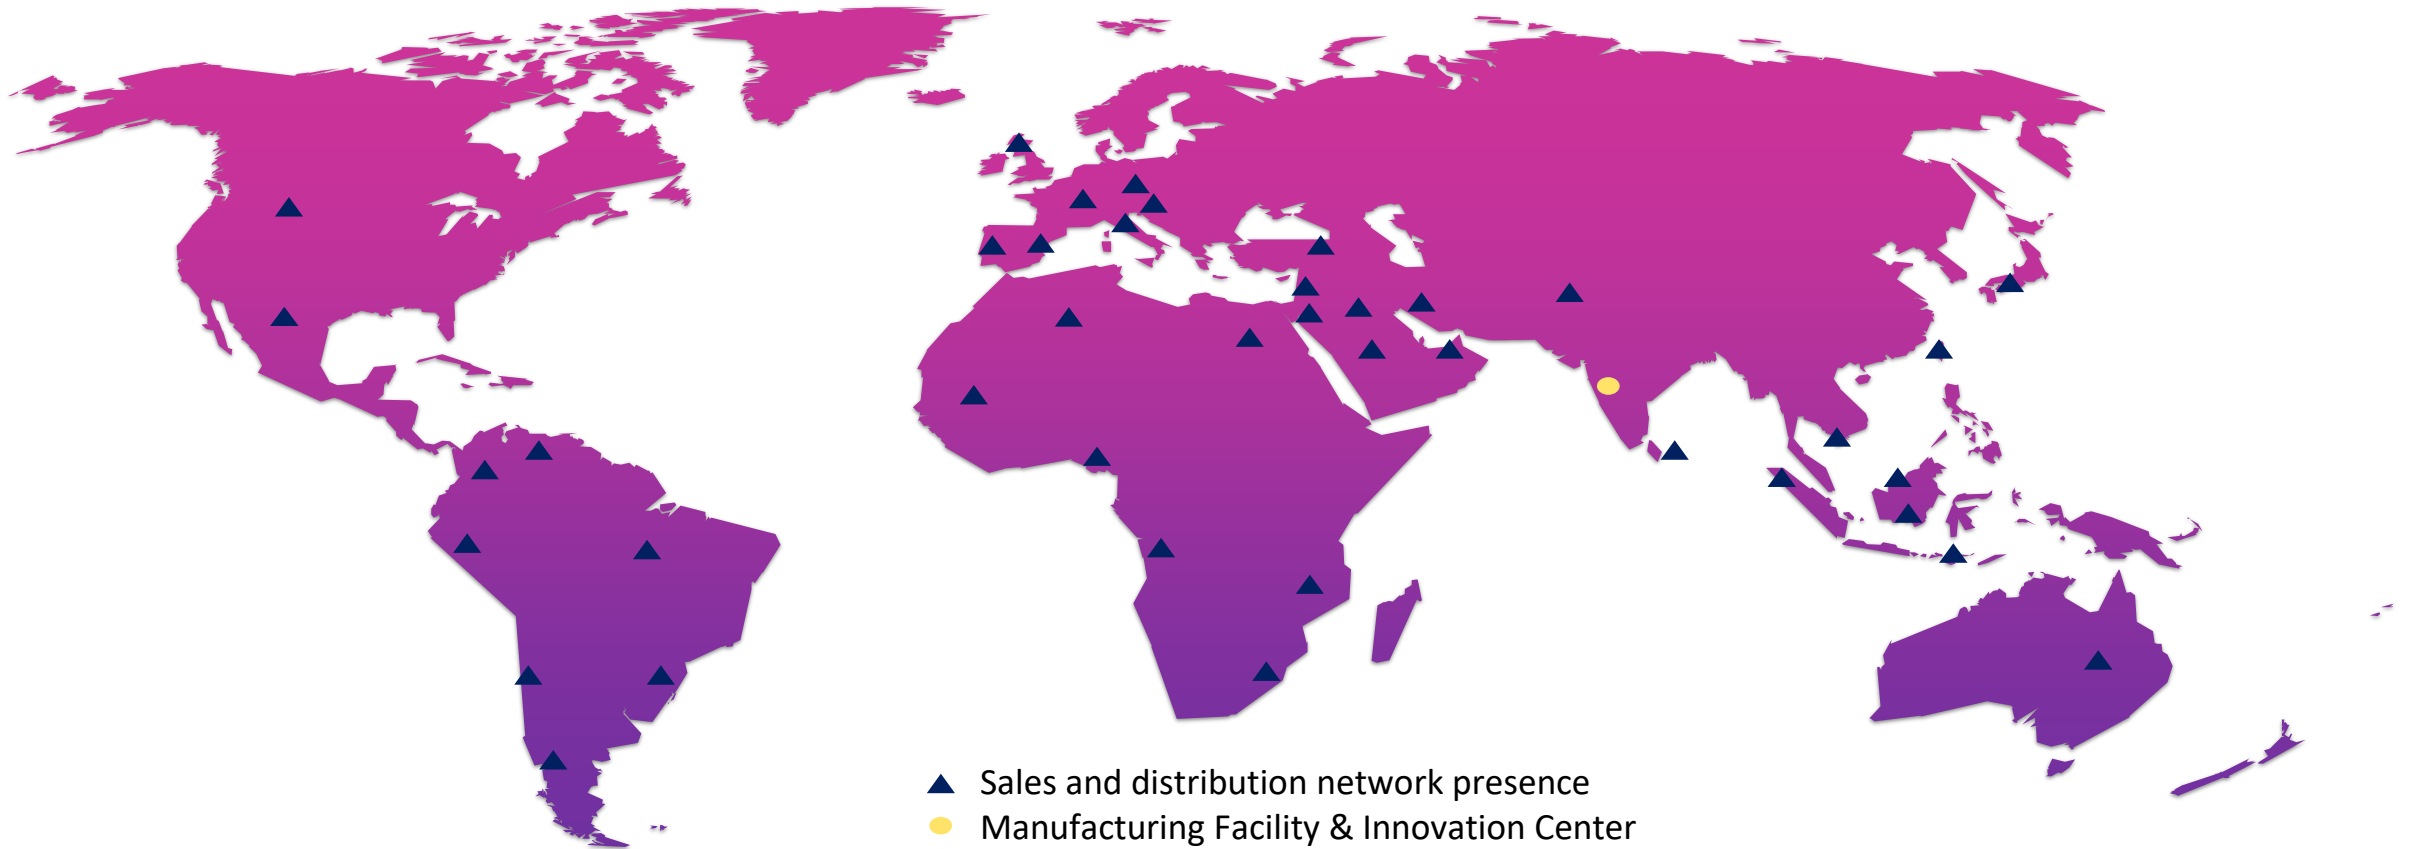 Sales and distribution network presence
Manufacturing Facility & Innovation Center